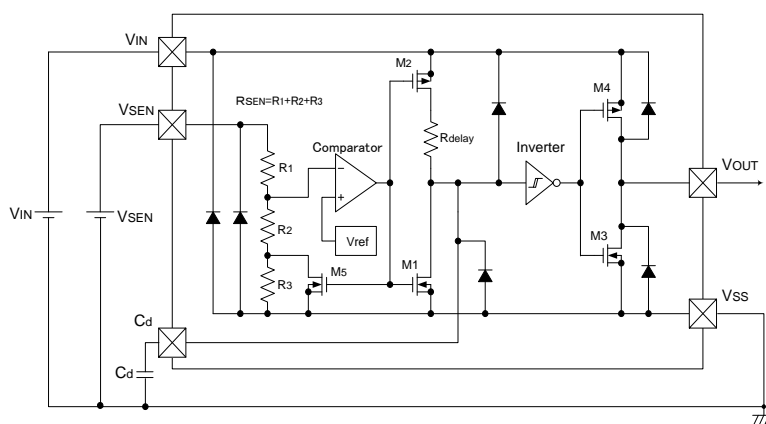 VIN
M2
M4
VSEN
RSEN=R1+R2+R3
Rdelay
Comparator
Inverter
R1
−
+
VOUT
VIN
VSEN
R2
Vref
M3
M5
M1
R3
VSS
Cd
Cd